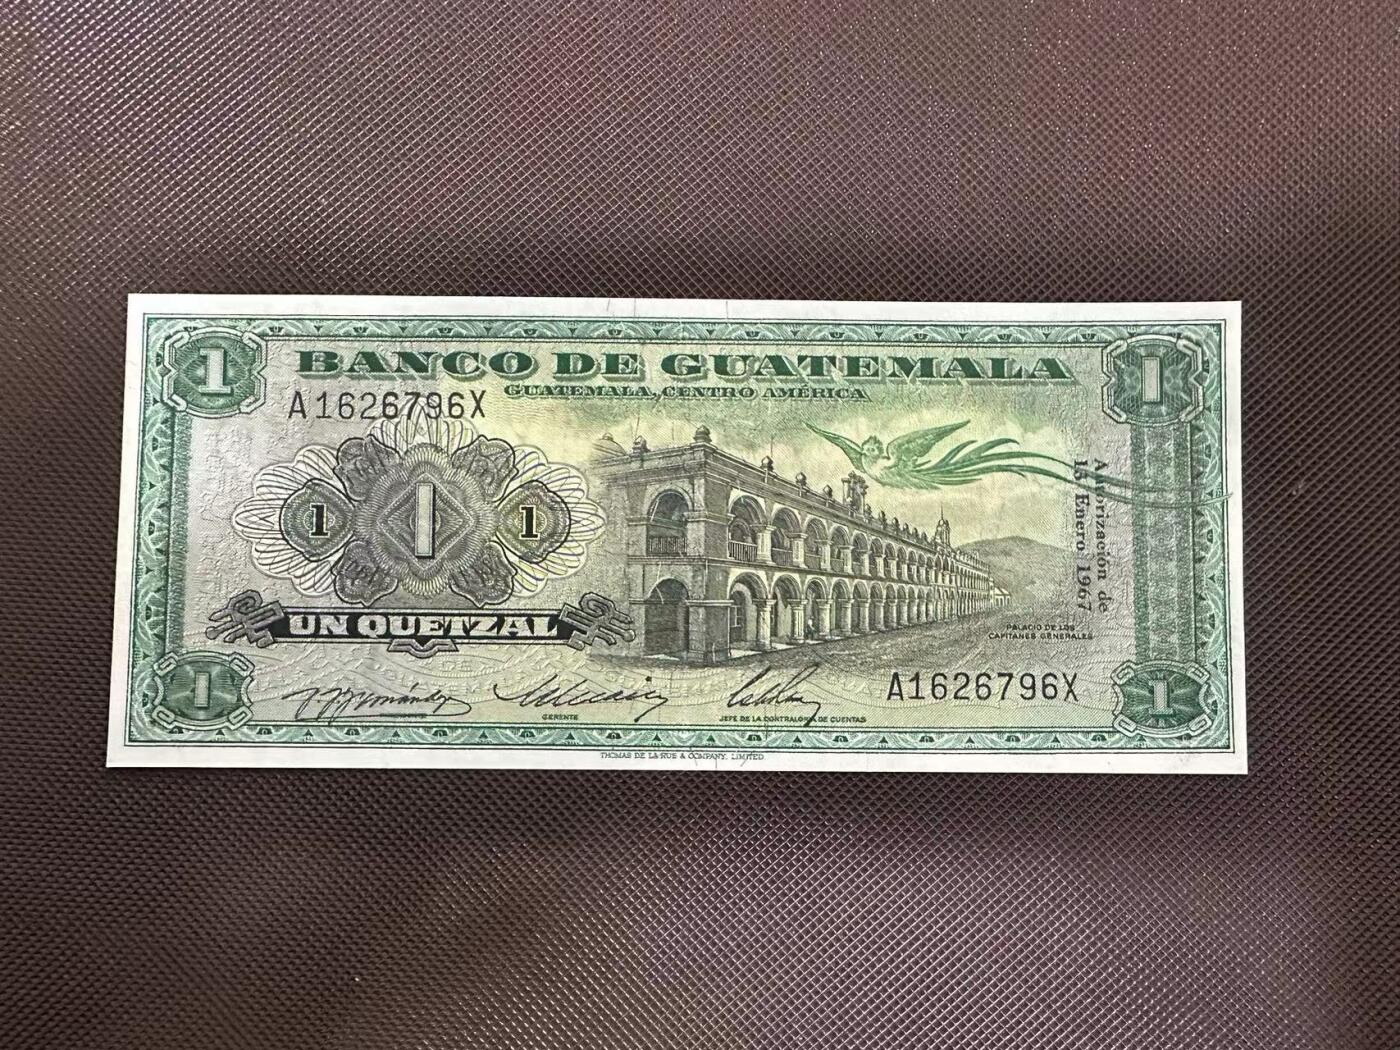 1
BANCO DE GUATEMALA
1
GUATEMALA, CENTRO AMÉRICA
A1626796X
Autorización de
13 Enero 1967
1
1
1
UN QUETZAL
PALACIO DE LOS
CAPITANES GENERALES
A1626796X
1
GERENTE
JEFE DE LA CONTRALORIA DE CUENTAS
1
THOMAS DE LA RUE & COMPANY, LIMITED.